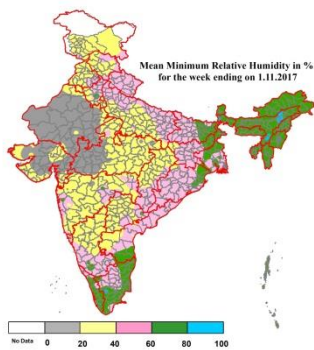 Mean Minimum Relative Humidity in %
for the week ending on 1.11.2017
No Data 0 20 40 60 80 100